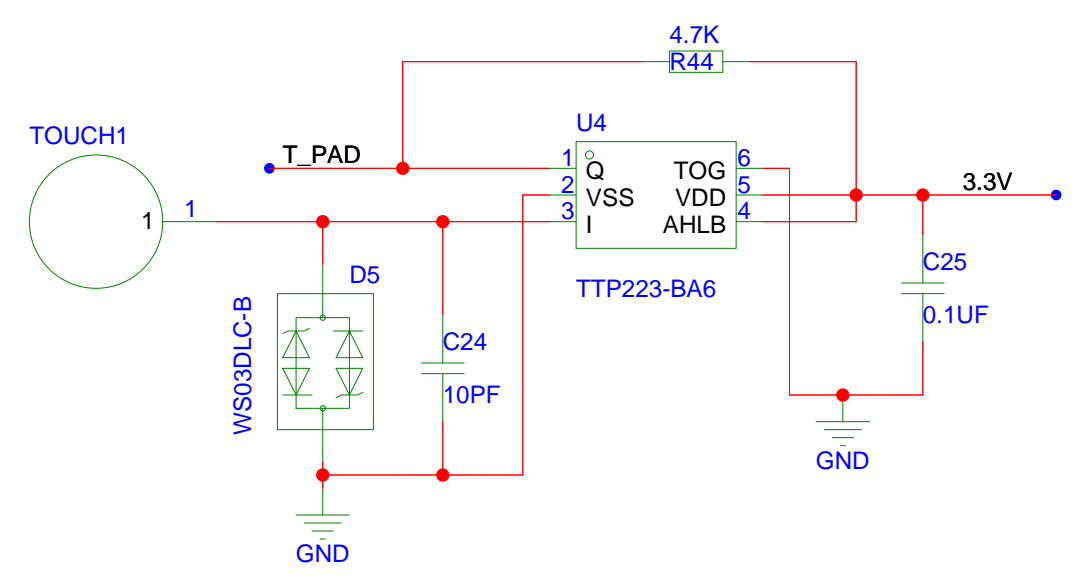 4.7K
R44
U4
TOUCH1
T_PAD
1 Q TOG 6
2 VSS VDD 5
3 I AHLB 4
3.3V
1 1
TTP223-BA6
D5
WS03DLC-B
C25
0.1UF
C24
10PF
GND
GND